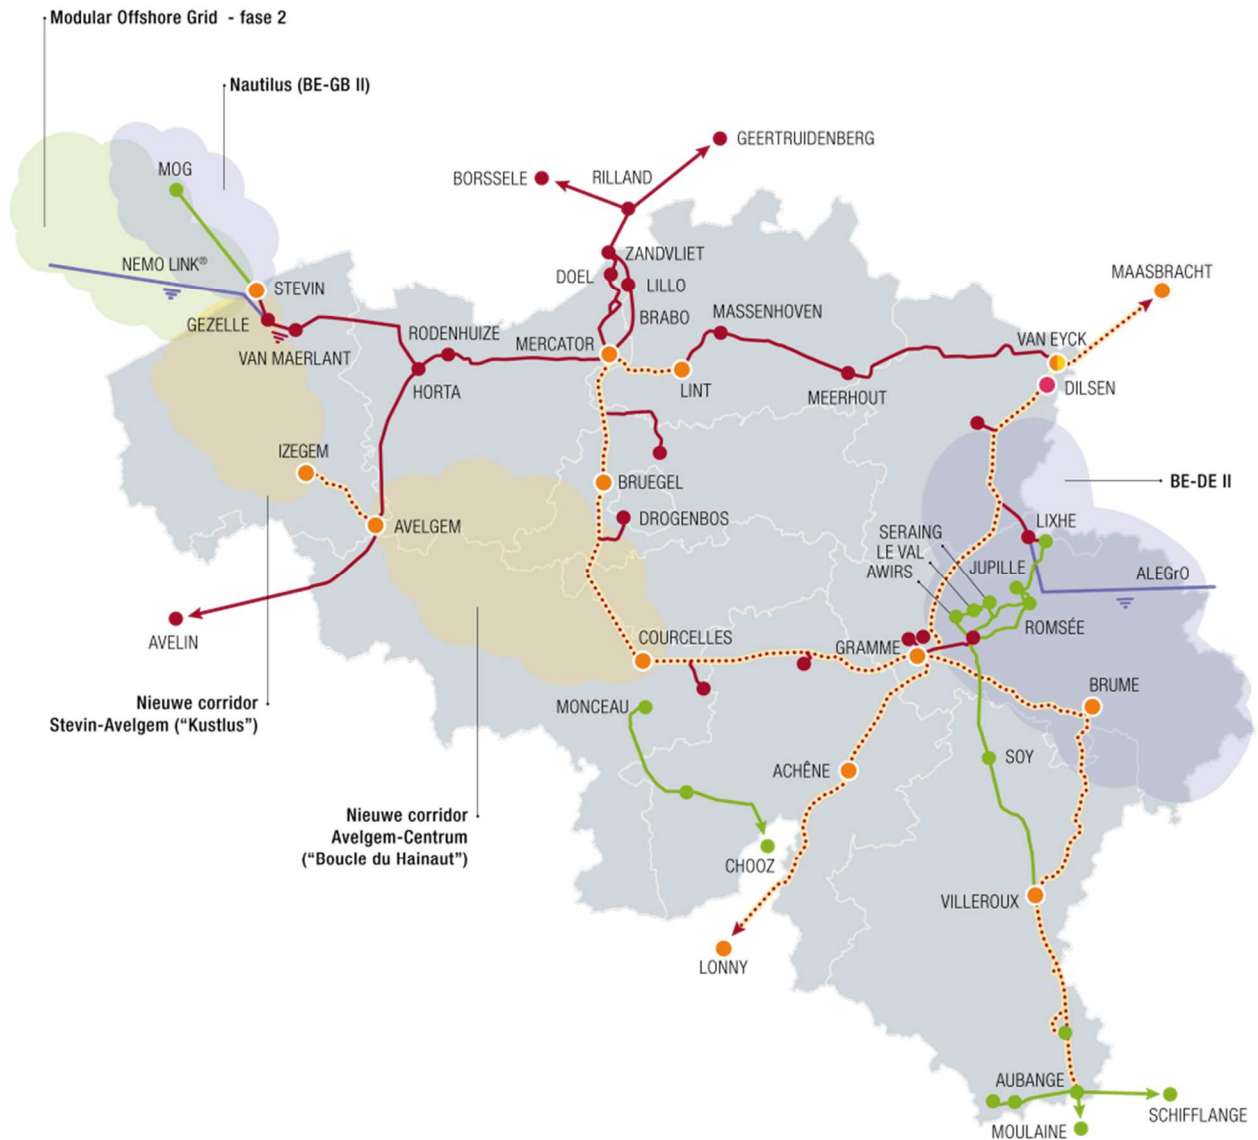 Modular Offshore Grid - fase 2
Nautilus (BE-GB II)
GEERTRUIDENBERG
MOG
BORSSELE
RILLAND
ZANDVLIET
NEMO LINK®
DOEL
LILLO
MAASBRACHT
STEVIN
BRABO
MASSENHOVEN
GEZELLE
RODENHUIZE
MERCATOR
VAN EYCK
VAN MAERLANT
HORTA
LINT
MEERHOUT
DILSEN
IZEGEM
BRUEGEL
BE-DE II
AVELGEM
DROGENBOS
LIXHE
SERAING
LE VAL
AWIRS
JUPILLE
ALEGrO
AVELIN
COURCELLES
GRAMME
ROMSÉE
BRUME
Nieuwe corridor
Stevin-Avelgem (“Kustlus”)
MONCEAU
ACHÊNE
SOY
Nieuwe corridor
Avelgem-Centrum
(“Boucle du Hainaut”)
CHOOZ
VILLEROUX
LONNY
AUBANGE
SCHIFFLANGE
MOULAINE